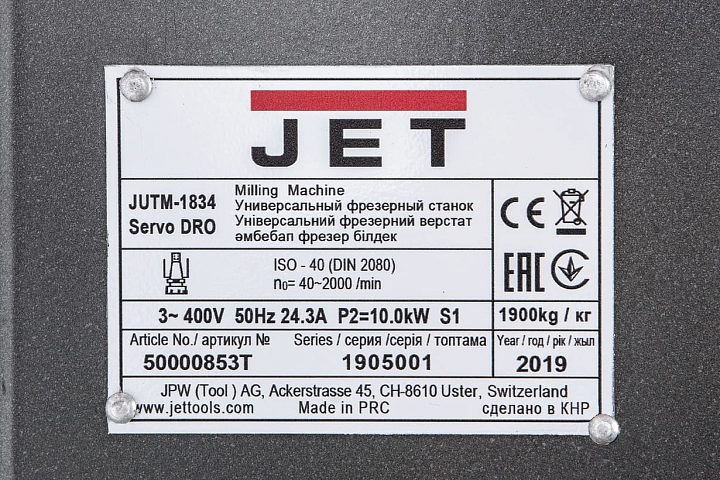 JET
JUTM-1834
Servo DRO
Milling Machine
Универсальный фрезерный станок
Універсальний фрезерний верстат
әмбебап фрезер білдек
CE
EAC
ISO - 40 (DIN 2080)
n0= 40~2000 /min
3~ 400V 50Hz 24.3A P2=10.0kW S1
1900kg / кг
Article No./ артикул №
50000853T
Series / серия /серія / топтама
1905001
Year / год / рік / жыл
2019
JPW (Tool ) AG, Ackerstrasse 45, CH-8610 Uster, Switzerland
www.jettools.com Made in PRC сделано в КНР